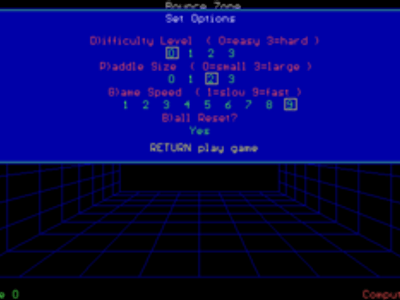 Bounce Zone
Set Options
D)ifficulty Level ( 0=easy 3=hard )
0 1 2 3
P)addle Size ( 0=small 3=large )
0 1 2 3
G)ame Speed ( 1=slow 9=fast )
1 2 3 4 5 6 7 8 9
B)all Reset?
Yes
RETURN play game
0